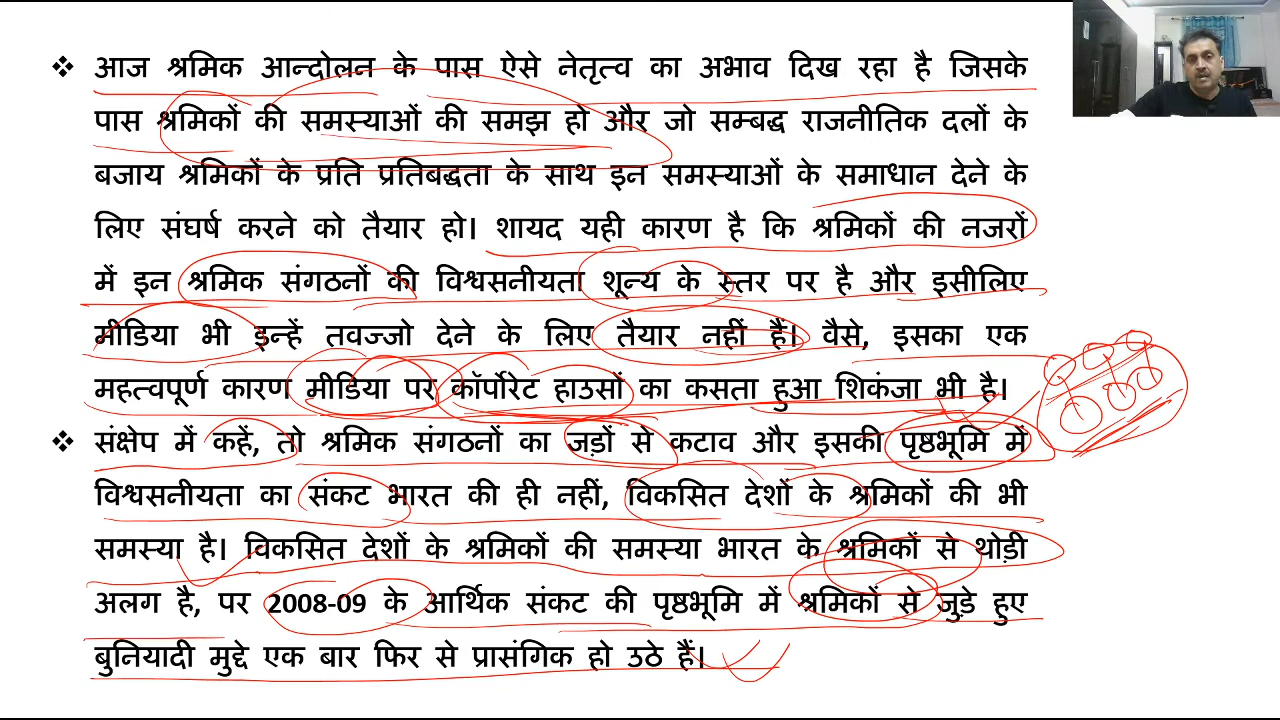 ❖ आज श्रमिक आन्दोलन के पास ऐसे नेतृत्व का अभाव दिख रहा है जिसके
पास श्रमिकों की समस्याओं की समझ हो और जो सम्बद्ध राजनीतिक दलों के
बजाय श्रमिकों के प्रति प्रतिबद्धता के साथ इन समस्याओं के समाधान देने के
लिए संघर्ष करने को तैयार हो। शायद यही कारण है कि श्रमिकों की नजरों
में इन श्रमिक संगठनों की विश्वसनीयता शून्य के स्तर पर है और इसीलिए
मीडिया भी इन्हें तवज्जो देने के लिए तैयार नहीं हैं। वैसे, इसका एक
महत्वपूर्ण कारण मीडिया पर कॉर्पोरेट हाउसों का कसता हुआ शिकंजा भी है।
❖ संक्षेप में कहें, तो श्रमिक संगठनों का जड़ों से कटाव और इसकी पृष्ठभूमि में
विश्वसनीयता का संकट भारत की ही नहीं, विकसित देशों के श्रमिकों की भी
समस्या है। विकसित देशों के श्रमिकों की समस्या भारत के श्रमिकों से थोड़ी
अलग है, पर 2008-09 के आर्थिक संकट की पृष्ठभूमि में श्रमिकों से जुड़े हुए
बुनियादी मुद्दे एक बार फिर से प्रासंगिक हो उठे हैं।